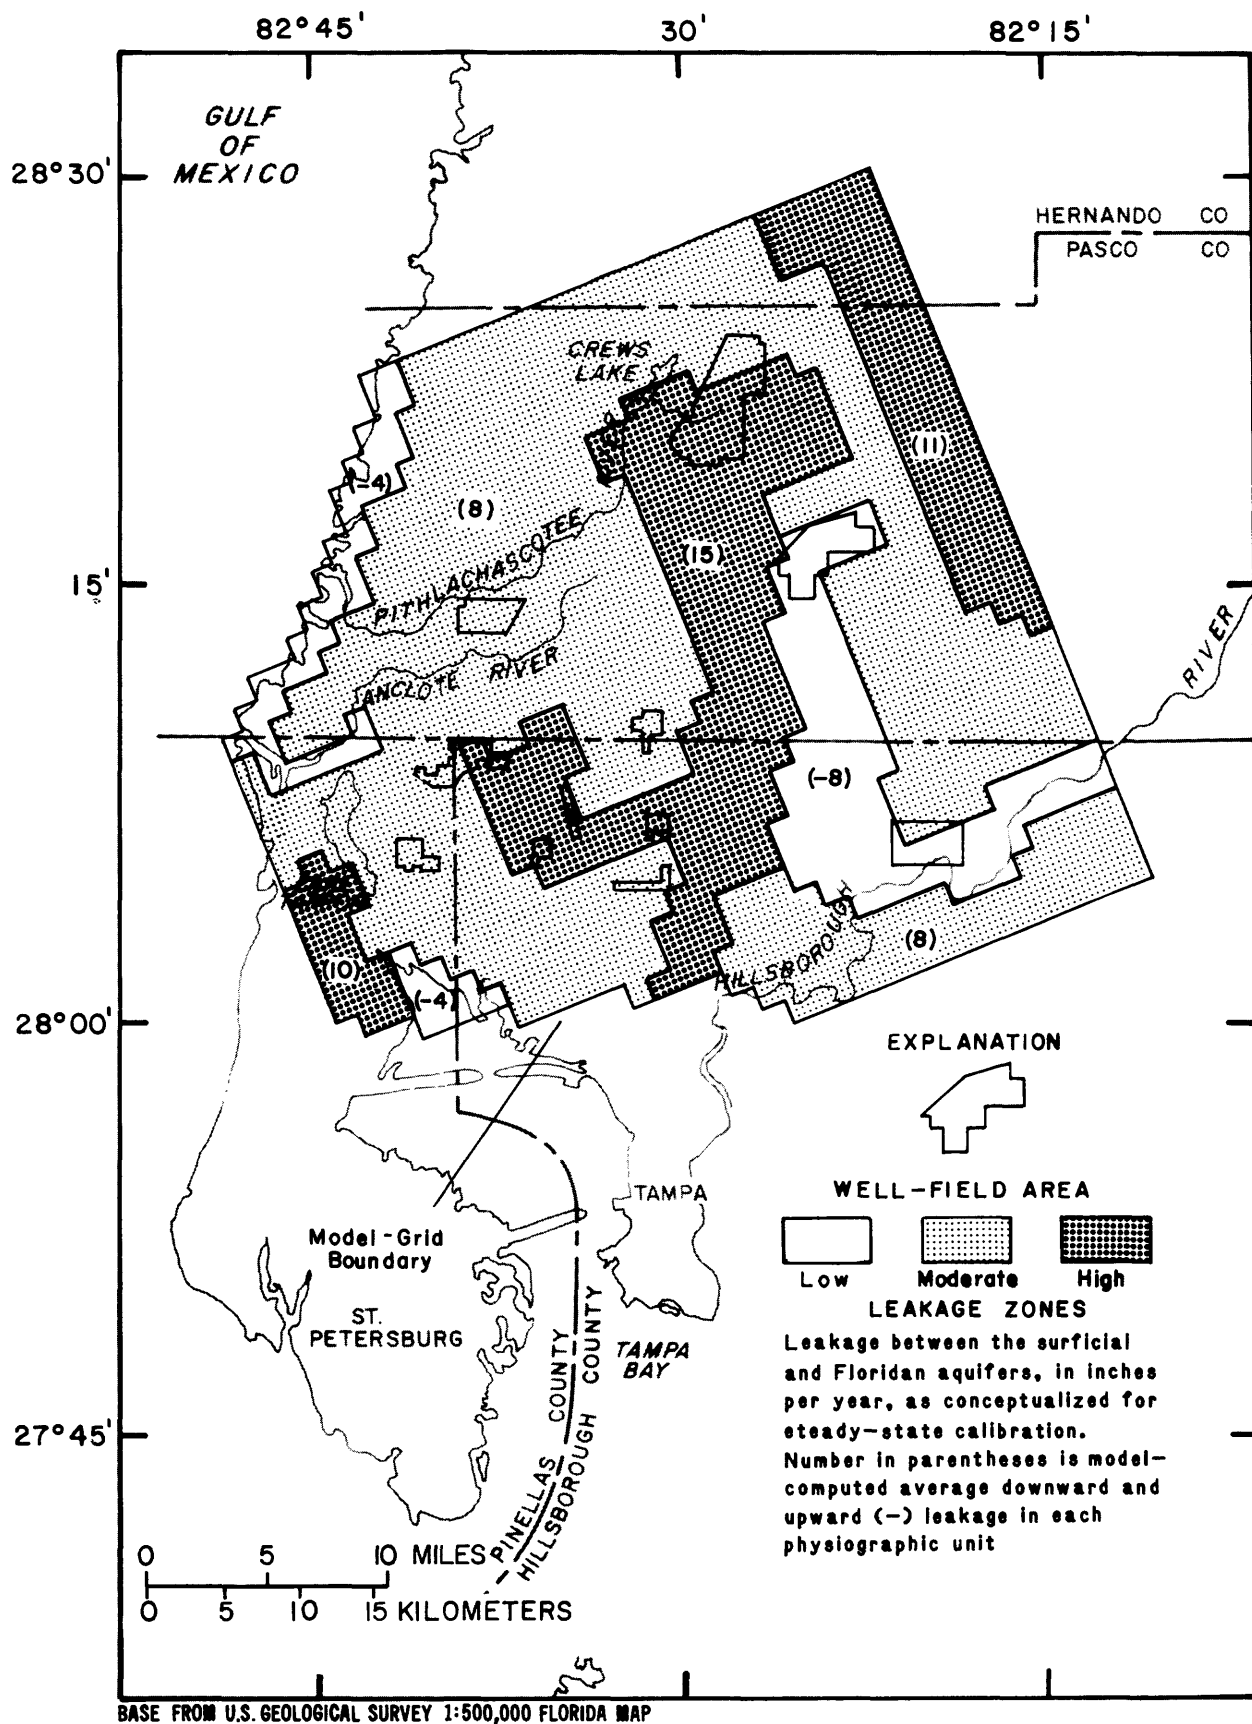 82°45'
30'
82°15'
GULF
OF
MEXICO
28°30'
HERNANDO CO
PASCO CO
CREWS
LAKE
RIVER
(11)
(-4)
(8)
(15)
PITHLACHASCOTEE
15'
ANCLOTE RIVER
RIVER
(-8)
HILLSBOROUGH
(8)
(10)
(-4)
28°00'
EXPLANATION
WELL-FIELD AREA
TAMPA
Model-Grid
Boundary
Low
Moderate
High
LEAKAGE ZONES
ST.
PETERSBURG
TAMPA
BAY
PINELLAS COUNTY
HILLSBOROUGH COUNTY
Leakage between the surficial
and Floridan aquifers, in inches
per year, as conceptualized for
steady-state calibration.
Number in parentheses is model-
computed average downward and
upward (-) leakage in each
physiographic unit
27°45'
0 5 10 MILES
0 5 10 15 KILOMETERS
BASE FROM U.S. GEOLOGICAL SURVEY 1:500,000 FLORIDA MAP